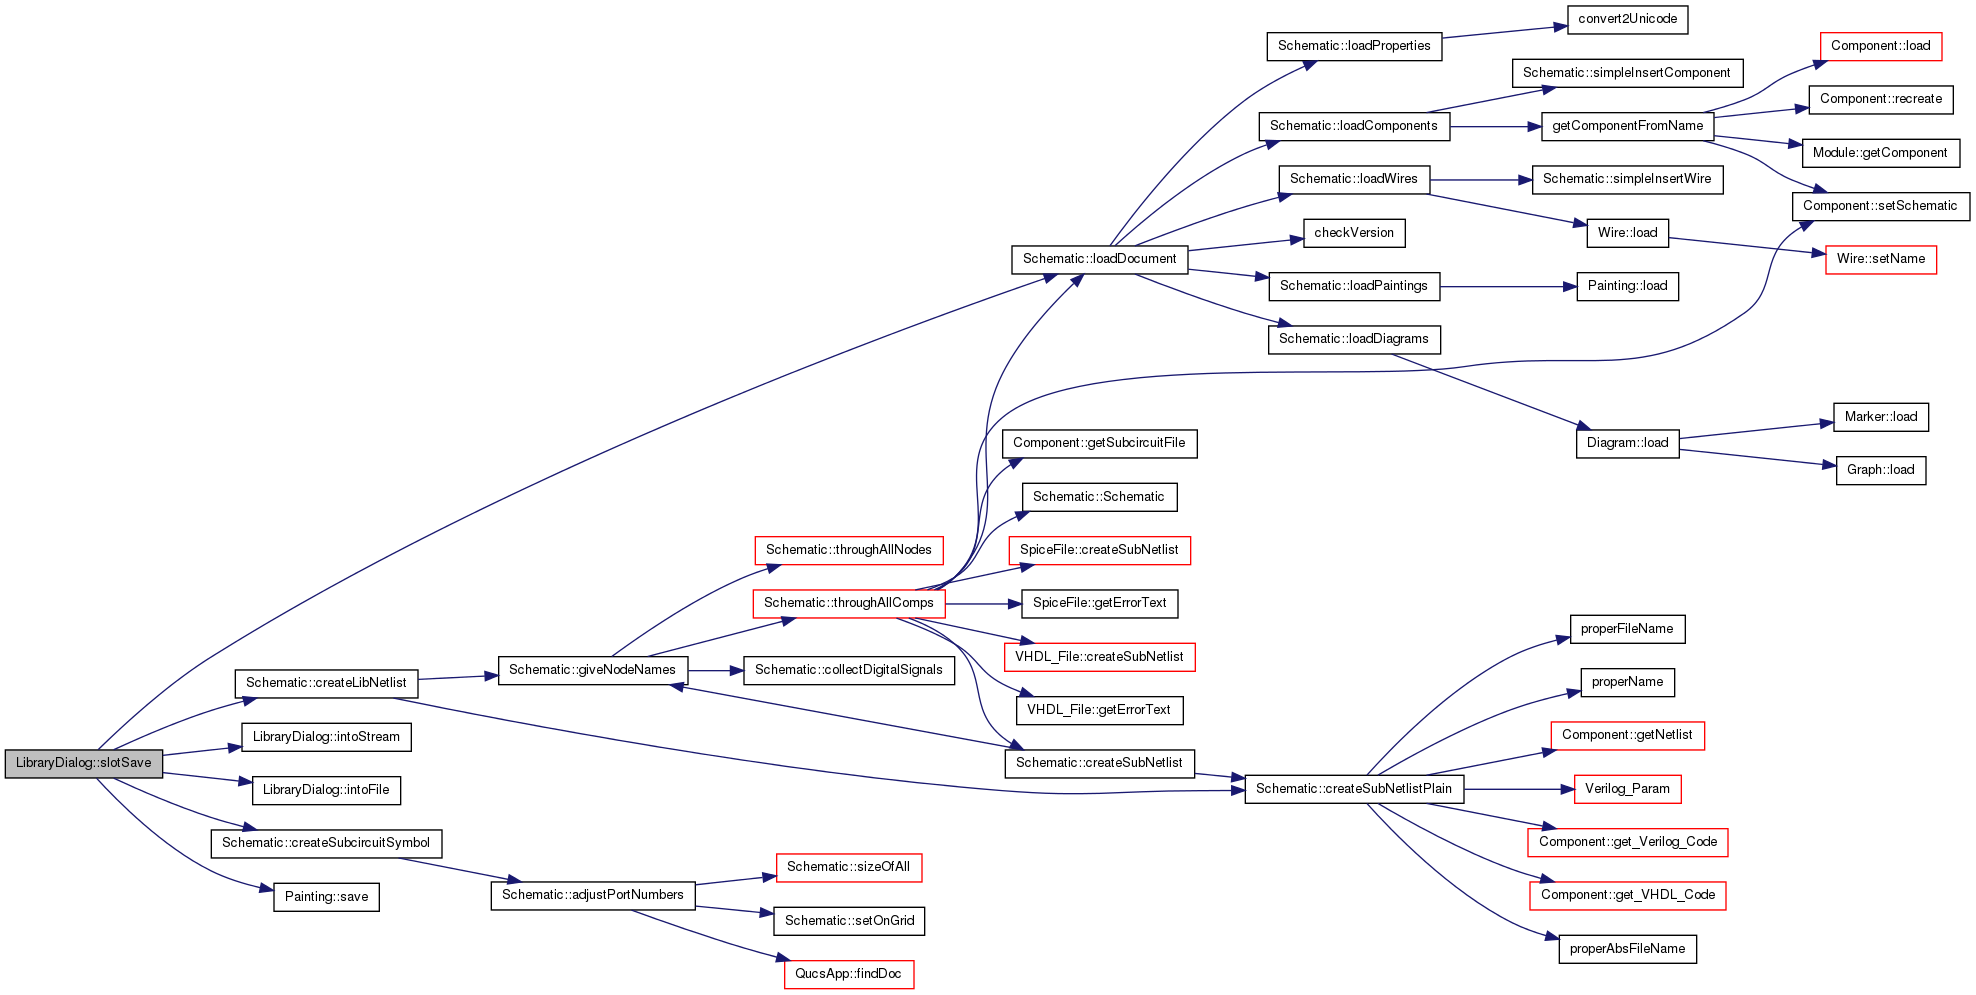 LibraryDialog::slotSave
Schematic::createLibNetlist
LibraryDialog::intoStream
LibraryDialog::intoFile
Schematic::createSubcircuitSymbol
Painting::save
Schematic::giveNodeNames
Schematic::adjustPortNumbers
Schematic::throughAllNodes
Schematic::throughAllComps
Schematic::collectDigitalSignals
Schematic::sizeOfAll
Schematic::setOnGrid
QucsApp::findDoc
Schematic::loadDocument
Component::getSubcircuitFile
Schematic::Schematic
SpiceFile::createSubNetlist
SpiceFile::getErrorText
VHDL_File::createSubNetlist
VHDL_File::getErrorText
Schematic::createSubNetlist
Schematic::loadProperties
Schematic::loadComponents
Schematic::loadWires
checkVersion
Schematic::loadPaintings
Schematic::loadDiagrams
Schematic::createSubNetlistPlain
convert2Unicode
Schematic::simpleInsertComponent
getComponentFromName
Schematic::simpleInsertWire
Wire::load
Painting::load
Diagram::load
properFileName
properName
Component::getNetlist
Verilog_Param
Component::get_Verilog_Code
Component::get_VHDL_Code
properAbsFileName
Component::load
Component::recreate
Module::getComponent
Component::setSchematic
Wire::setName
Marker::load
Graph::load